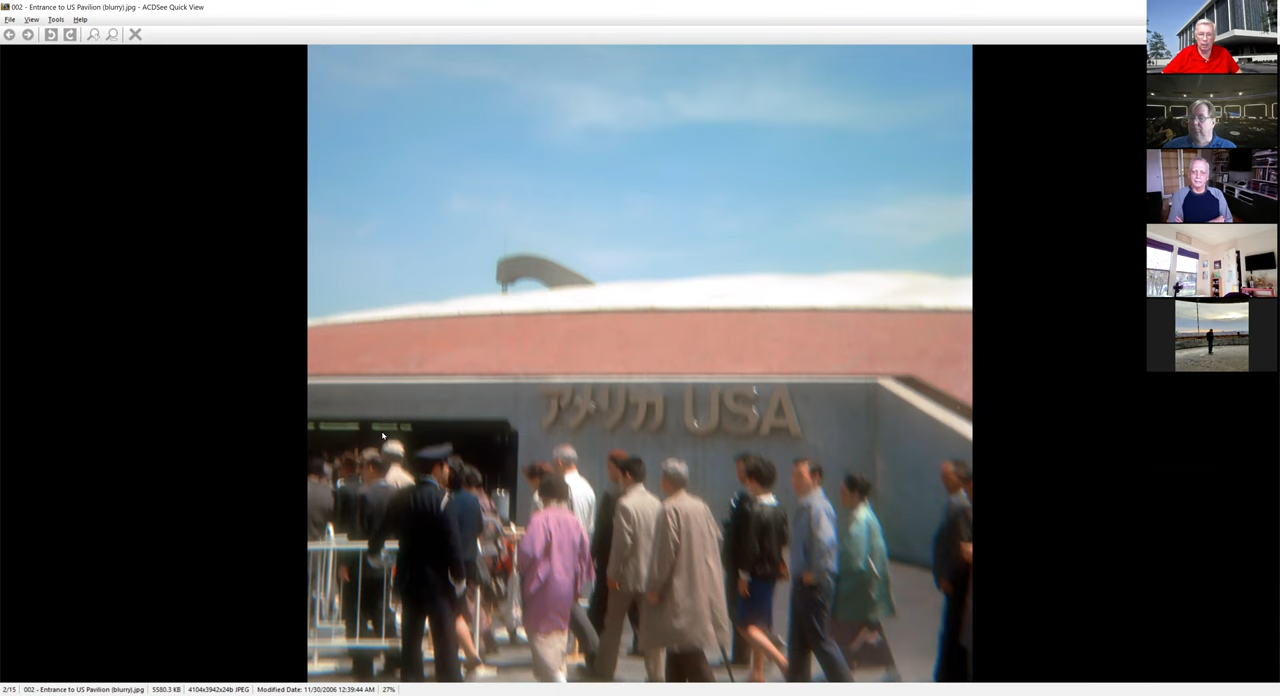 002 - Entrance to US Pavilion (blurry).jpg - ACDSee Quick View
File View Tools Help
アメリカ USA
2/15 002 - Entrance to US Pavilion (blurry).jpg 5580.3 KB 4104x3942x24b JPEG Modified Date: 11/30/2006 12:39:44 AM 27%